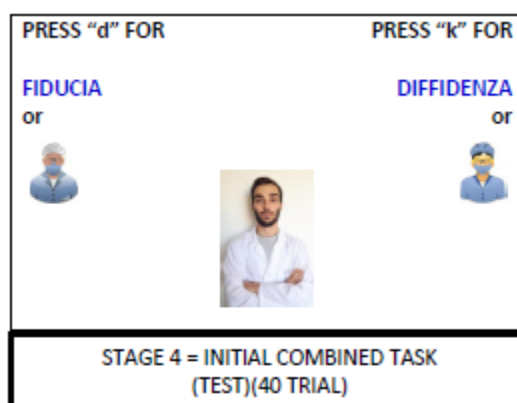 PRESS “d” FOR
PRESS “k” FOR
FIDUCIA
DIFFIDENZA
or
or
STAGE 4 = INITIAL COMBINED TASK
(TEST)(40 TRIAL)